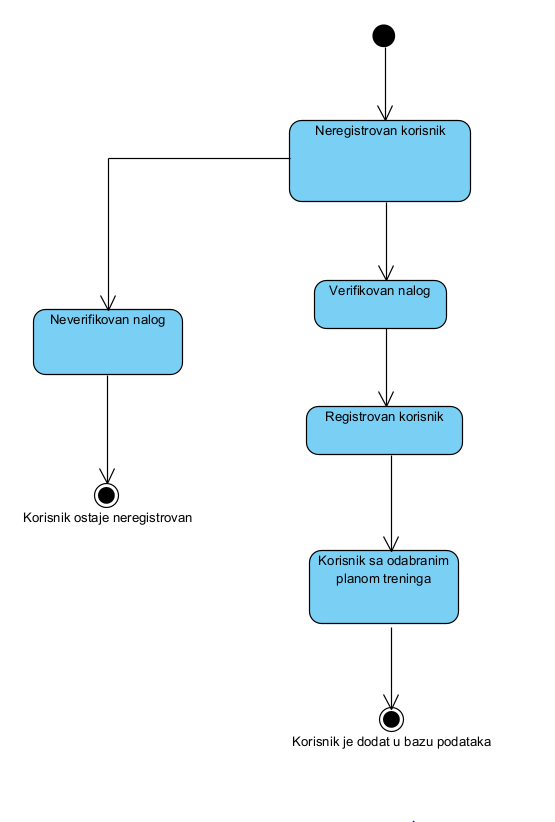 Neregistrovan korisnik
Verifikovan nalog
Neverifikovan nalog
Registrovan korisnik
Korisnik ostaje neregistrovan
Korisnik sa odabranim
planom treninga
Korisnik je dodat u bazu podataka